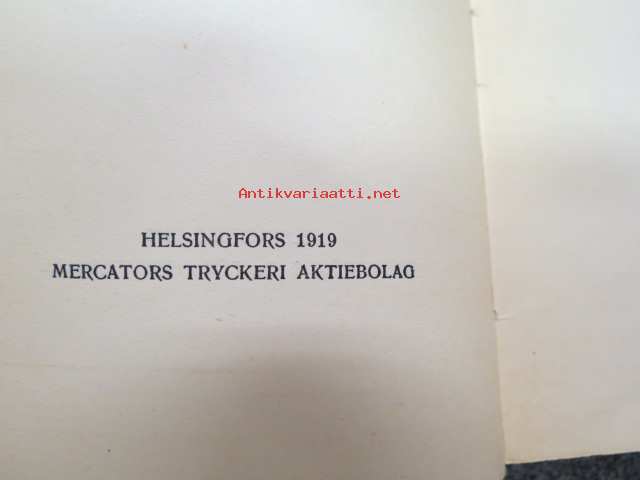 Antikvariaatti.net
HELSINGFORS 1919
MERCATORS TRYCKERI AKTIEBOLAG